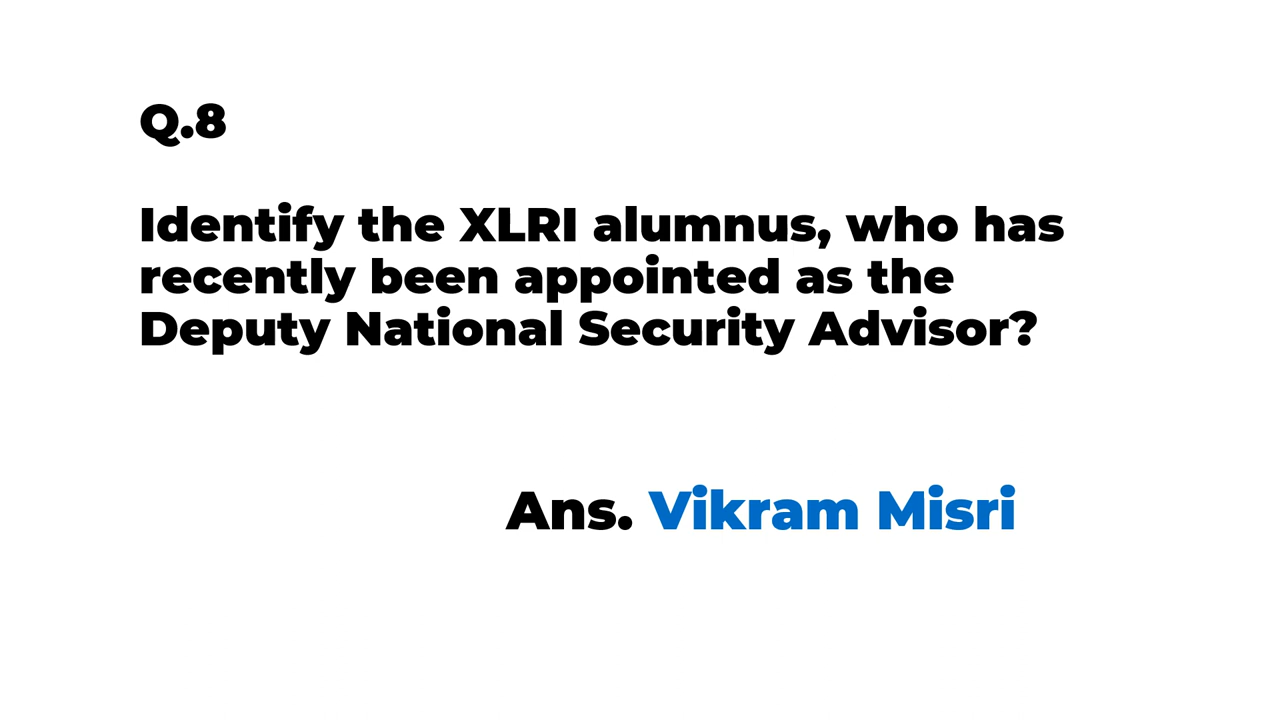 Q.8
Identify the XLRI alumnus, who has
recently been appointed as the
Deputy National Security Advisor?
Ans. Vikram Misri